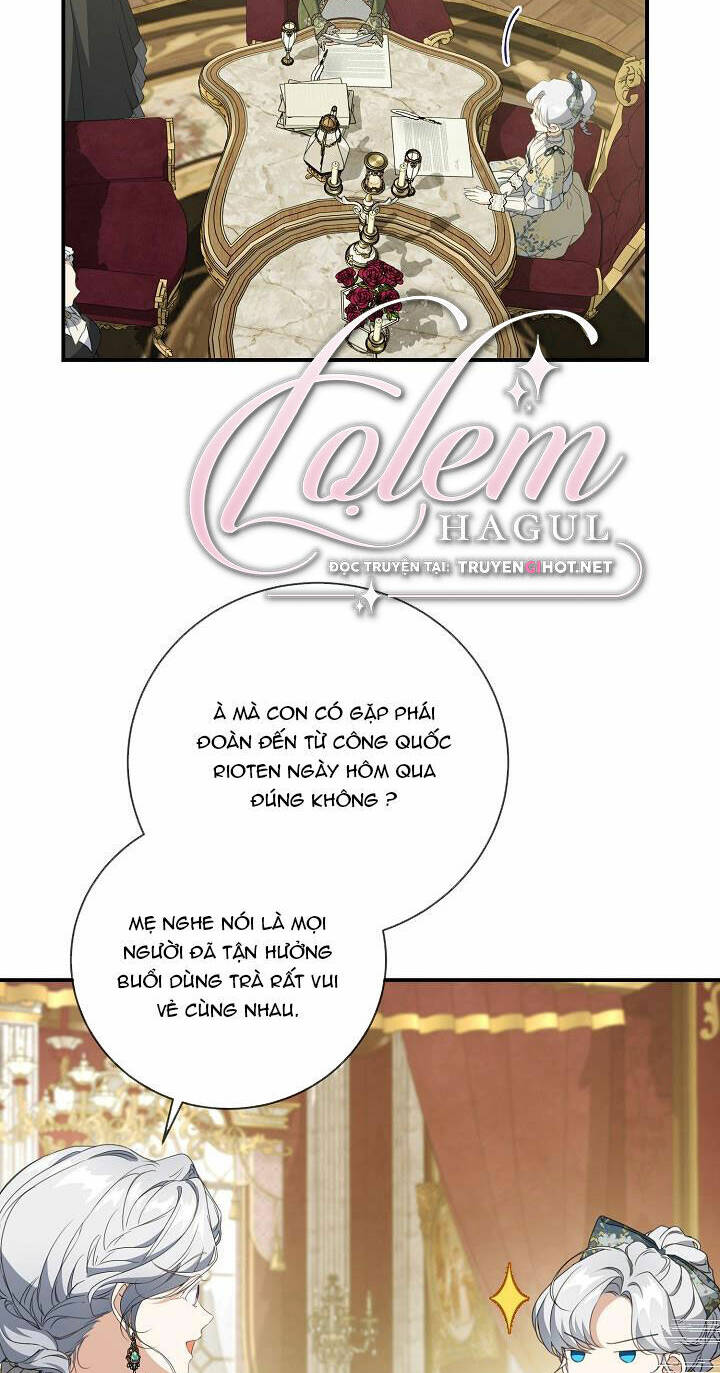 Lọlem
HAGUL
ĐỌC TRUYỆN TẠI: TRUYENCIHOT.NET
À MÀ CON CÓ GẶP PHÁI
ĐOÀN ĐẾN TỪ CÔNG QUỐC
RIOTEN NGÀY HÔM QUA
ĐÚNG KHÔNG ?
MẸ NGHE NÓI LÀ MỌI
NGƯỜI ĐÃ TẬN HƯỞNG
BUỔI DÙNG TRÀ RẤT VUI
VẺ CÙNG NHAU.